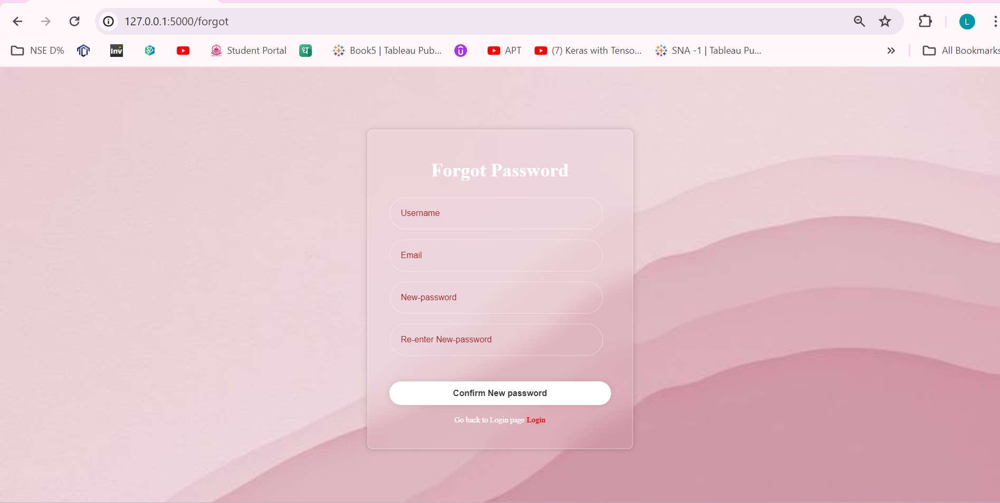 127.0.0.1:5000/forgot
L
NSE D%
TCI
Inv
Student Portal
ध
Book5 | Tableau Pub...
APT
(7) Keras with Tenso...
SNA -1 | Tableau Pu...
All Bookmarks
Forgot Password
Username
Email
New-password
Re-enter New-password
Confirm New password
Go back to Login page Login